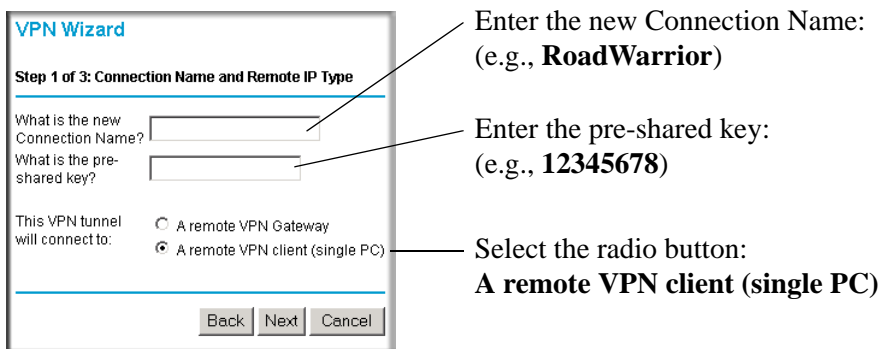 VPN Wizard
Step 1 of 3: Connection Name and Remote IP Type
What is the new
Connection Name?
What is the pre-
shared key?
This VPN tunnel
will connect to:
A remote VPN Gateway
A remote VPN client (single PC)
Back Next Cancel
Enter the new Connection Name:
(e.g., RoadWarrior)
Enter the pre-shared key:
(e.g., 12345678)
Select the radio button:
A remote VPN client (single PC)